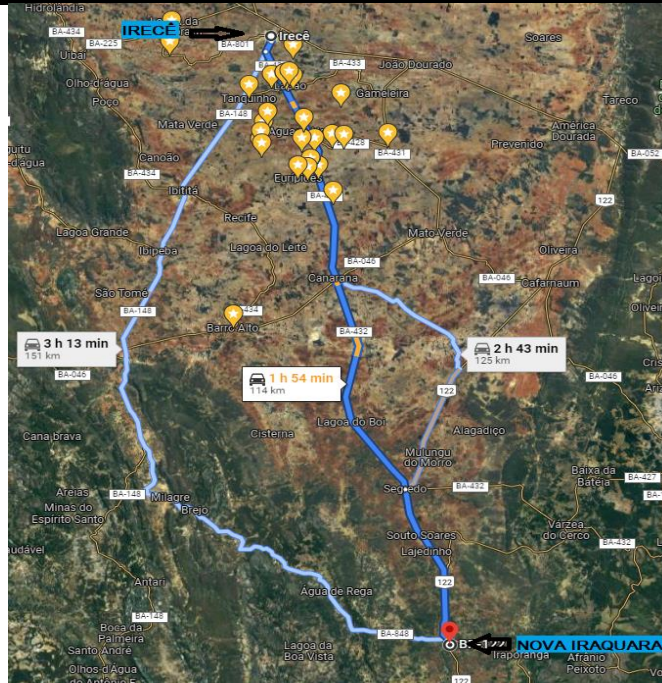 Hidrolândia
BA-434
IRECÊ
Irecê
BA-225
BA-801
Soares
Uibaí
BA-433
João Dourado
Olho-d'água
Tanquinho
Gameleira
Tareco
Poço
BA-148
Mata Verde
América
Dourada
BA-431
Prevenido
Canoão
BA-052
BA-434
Eurípides
Ibititá
122
Recife
Lagoa Grande
Mato Verde
Ibipeba
Lagoa do Leite
Oliveira
BA-046
Canarana
BA-046
Cafarnaum
São Tomé
BA-148
Barro Alto
BA-432
3 h 13 min
151 km
2 h 43 min
125 km
BA-046
BA-046
1 h 54 min
114 km
122
Lagoa do Boi
Cana brava
Cisterna
Alagadiço
Mulungu
do Morro
Baixa da
Bateia
BA-427
Areias
BA-148
Milagre
Segredo
BA-432
Minas do
Espírito Santo
Brejo
Várzea
do Cerco
Souto Soares
Lajedinho
BA-432
122
Antari
Água de Rega
BA-148
Boca da
Palmeira
BA-848
Santo André
Lagoa da
Boa Vista
NOVA IRAQUARA
Iraporanga
Afrânio
Peixoto
Olhos-d'Água
122